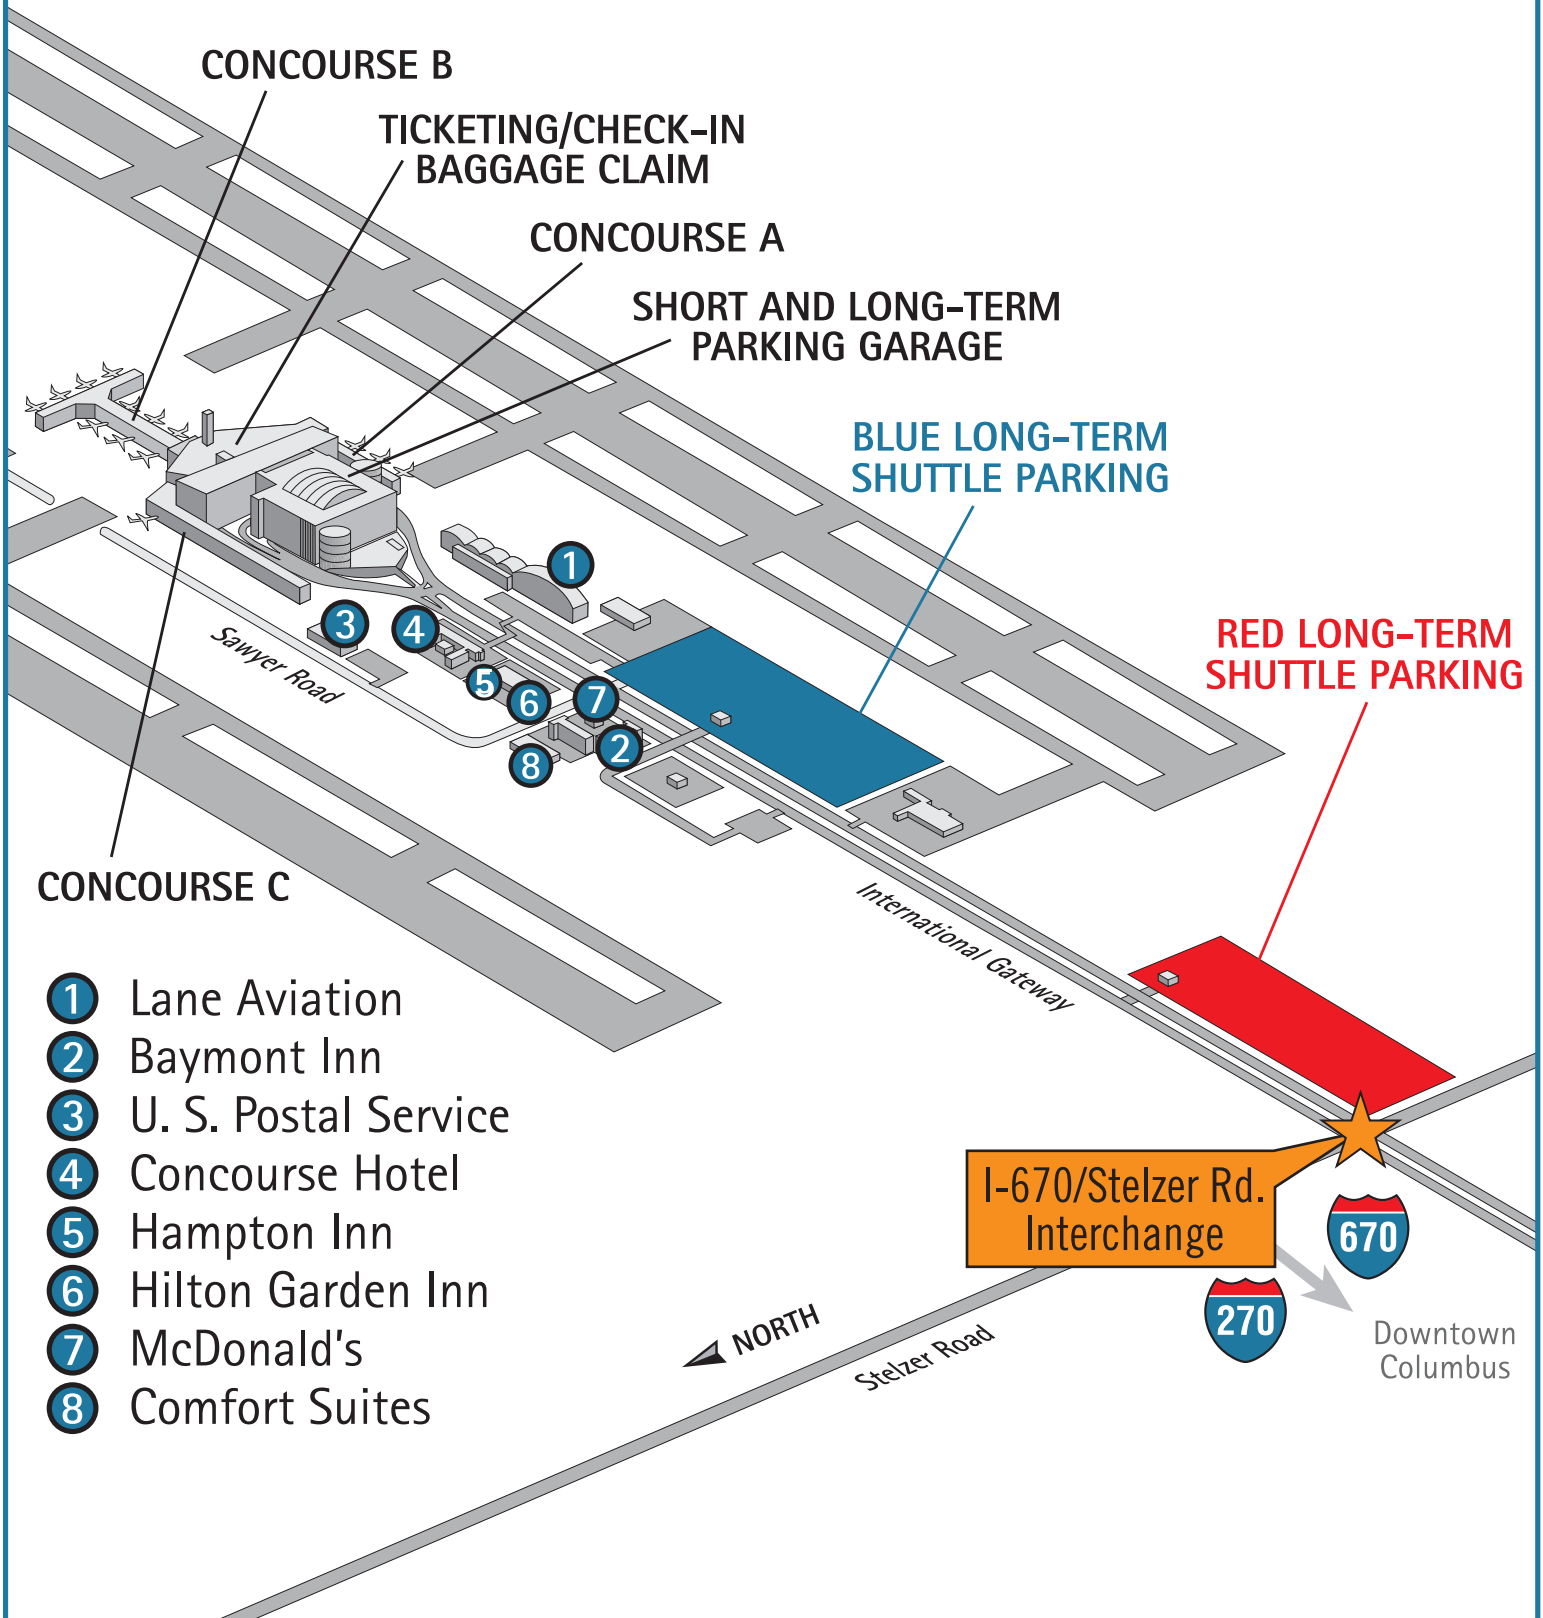 CONCOURSE B
TICKETING/CHECK-IN
BAGGAGE CLAIM
CONCOURSE A
SHORT AND LONG-TERM
PARKING GARAGE
BLUE LONG-TERM
SHUTTLE PARKING
RED LONG-TERM
SHUTTLE PARKING
1
3
4
5
6
7
2
8
Sawyer Road
CONCOURSE C
International Gateway
1 Lane Aviation
2 Baymont Inn
3 U. S. Postal Service
4 Concourse Hotel
5 Hampton Inn
6 Hilton Garden Inn
7 McDonald's
8 Comfort Suites
I-670/Stelzer Rd.
Interchange
670
270
NORTH
Stelzer Road
Downtown
Columbus